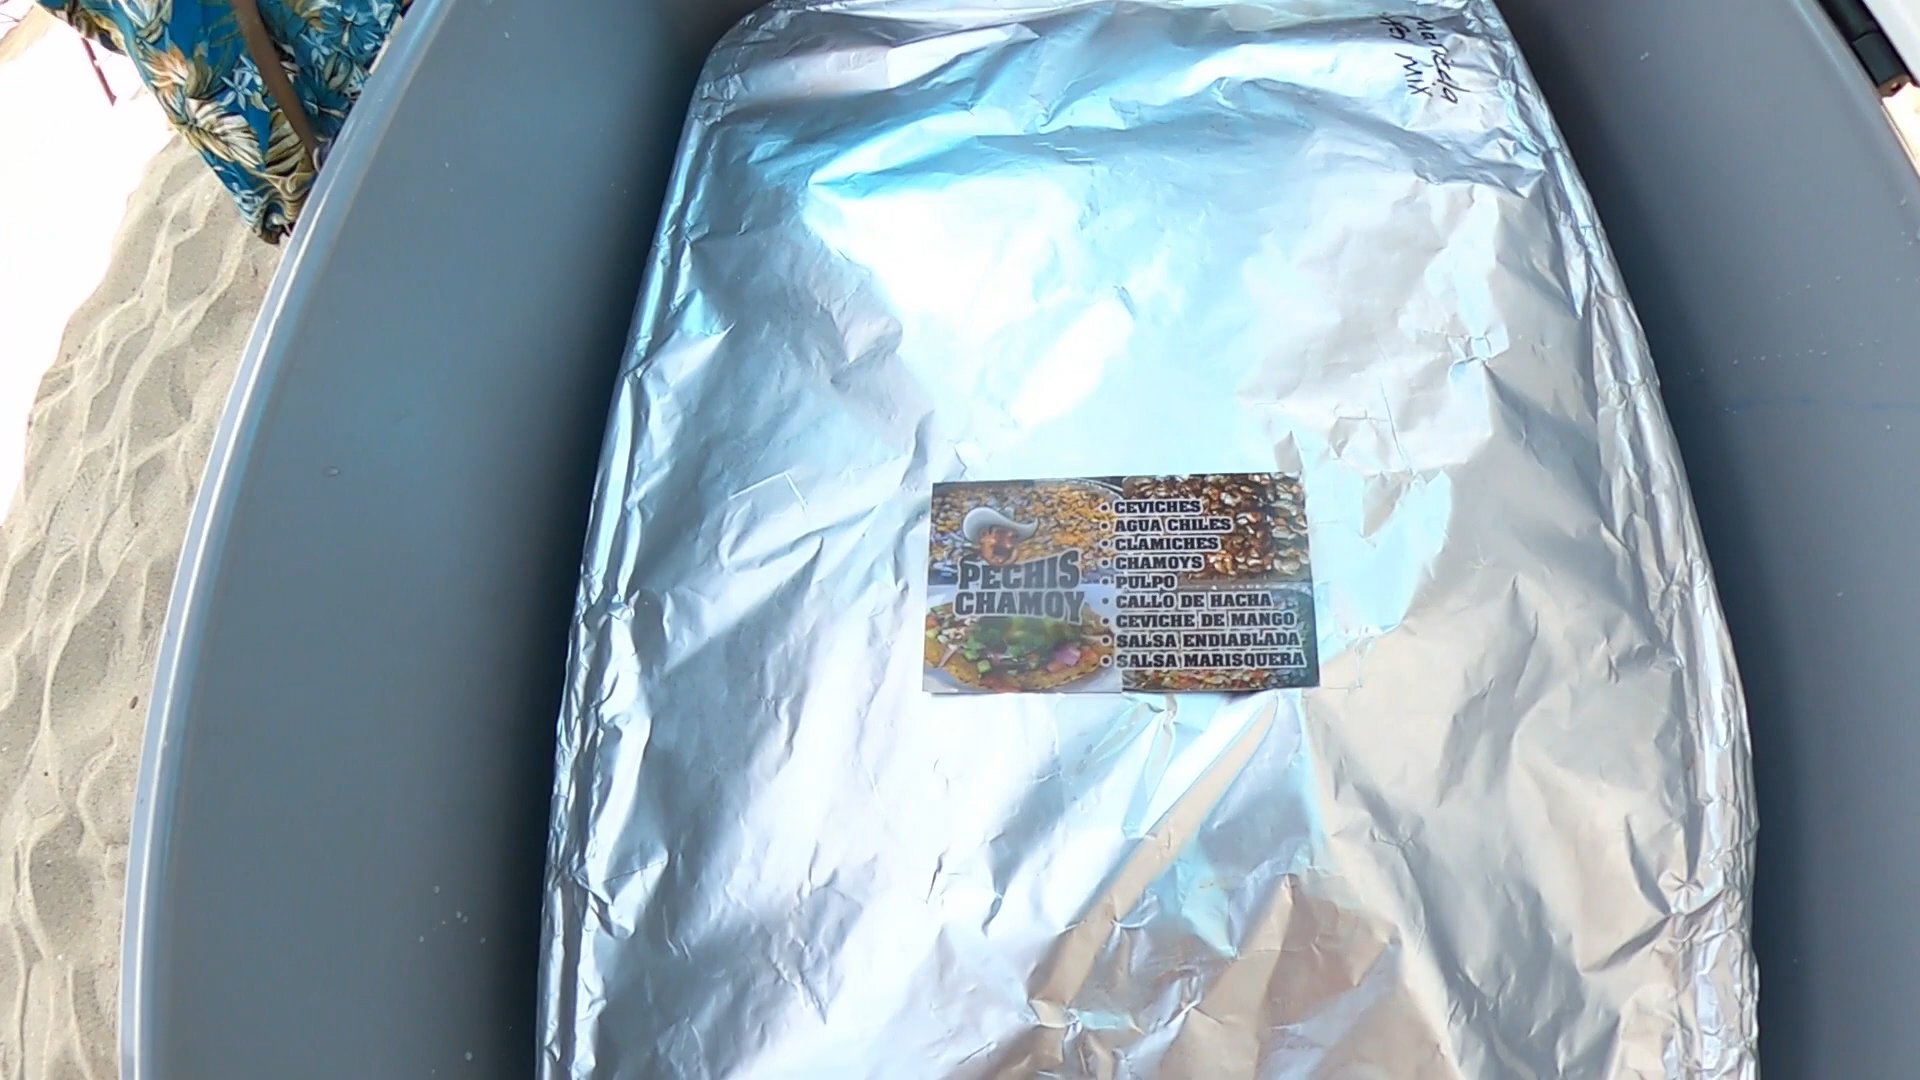 PECHIS
CHAMOY
• CEVICHES
• AGUA CHILES
• CLAMICHES
• CHAMOYS
• PULPO
• CALLO DE HACHA
• CEVICHE DE MANGO
• SALSA ENDIABLADA
• SALSA MARISQUERA
MIX